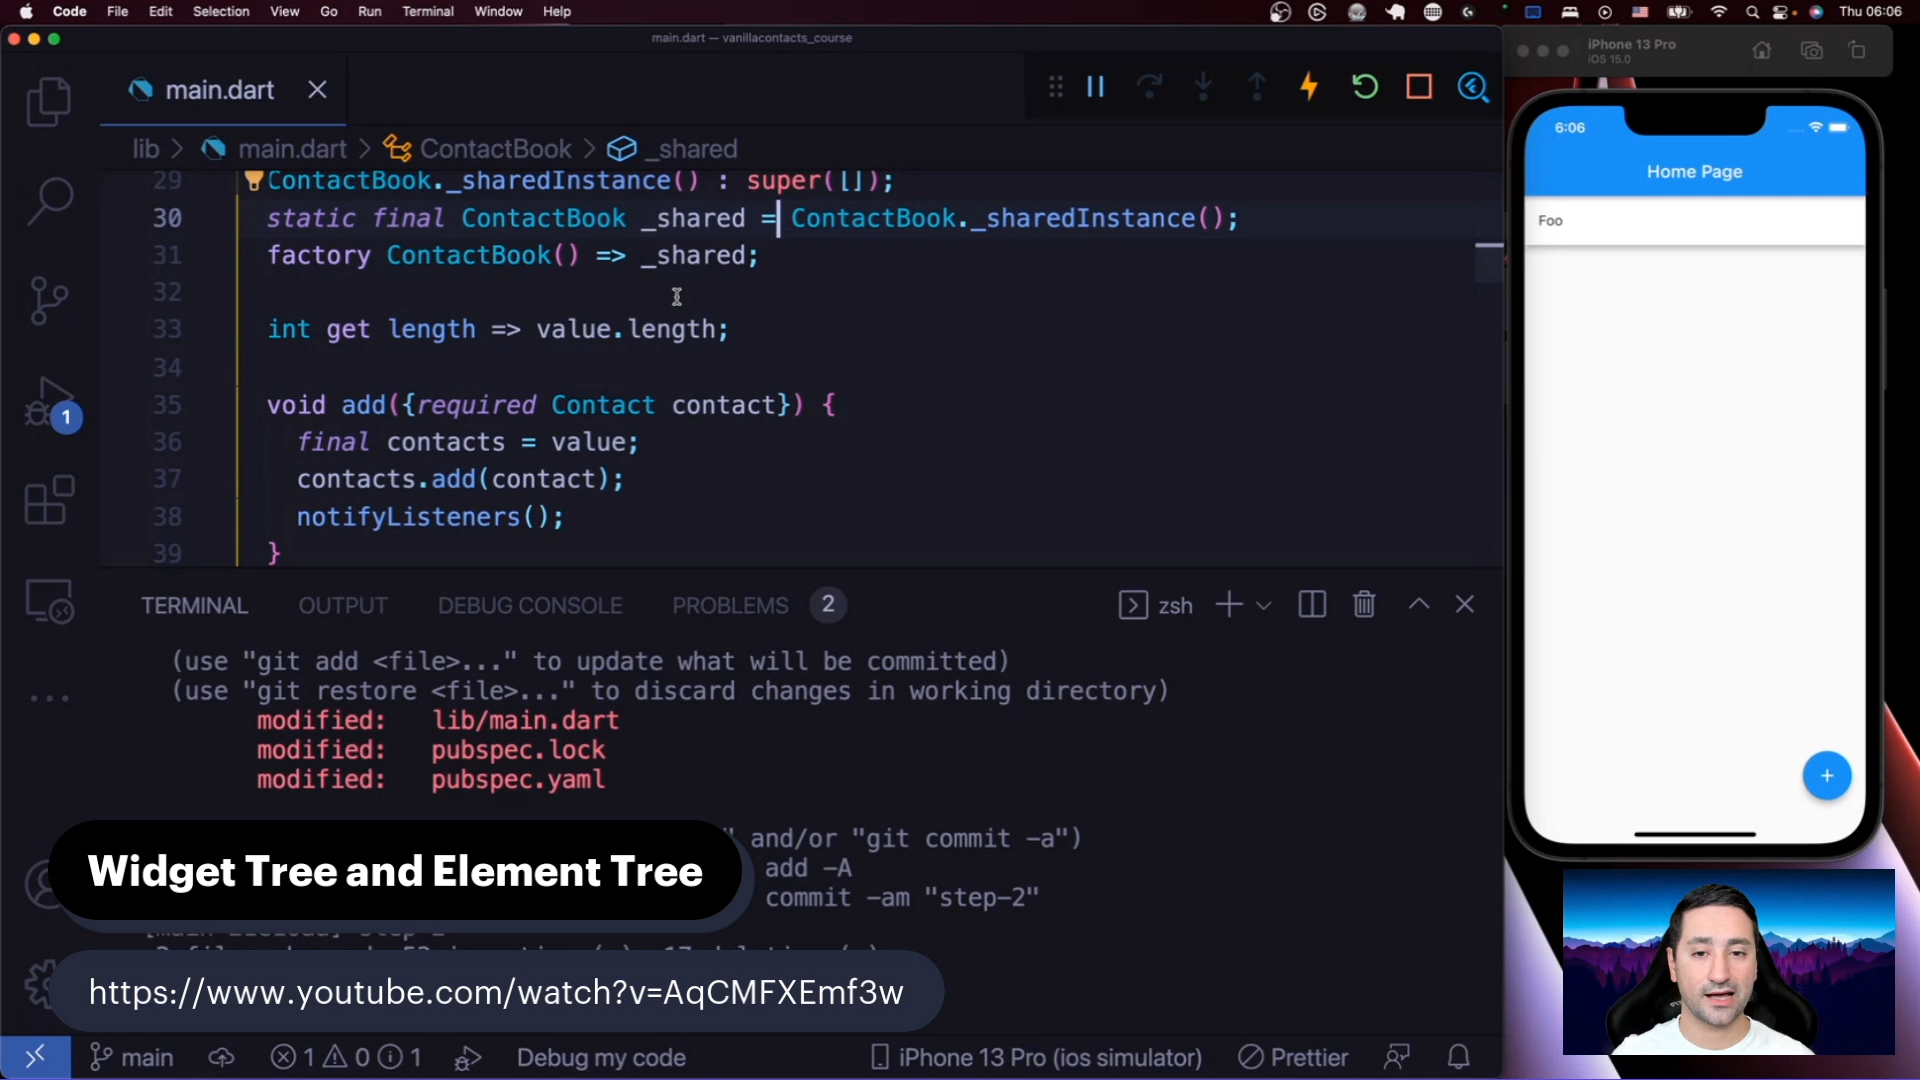 Code File Edit Selection View Go Run Terminal Window Help Thu 06:06
main.dart — vanillacontacts_course
iPhone 13 Pro
iOS 15.0
main.dart
lib > main.dart > ContactBook > _shared
29 ContactBook._sharedInstance() : super([]);
30 static final ContactBook _shared = ContactBook._sharedInstance();
31 factory ContactBook() => _shared;
32
33 int get length => value.length;
34
35 void add({required Contact contact}) {
36 final contacts = value;
37 contacts.add(contact);
38 notifyListeners();
39 }
1
6:06
Home Page
Foo
+
TERMINAL OUTPUT DEBUG CONSOLE PROBLEMS 2 zsh
(use "git add <file>..." to update what will be committed)
(use "git restore <file>..." to discard changes in working directory)
modified: lib/main.dart
modified: pubspec.lock
modified: pubspec.yaml
" and/or "git commit -a")
add -A
commit -am "step-2"
Widget Tree and Element Tree
https://www.youtube.com/watch?v=AqCMFXEmf3w
main 1 0 1 Debug my code iPhone 13 Pro (ios simulator) Prettier